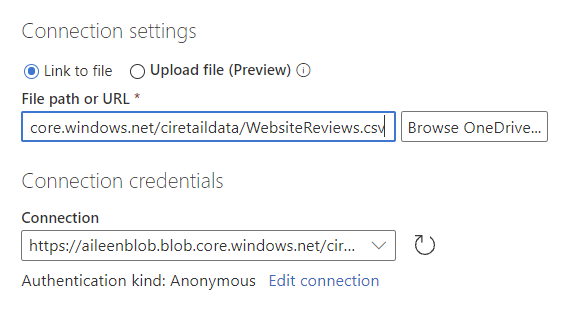 Connection settings
Link to file Upload file (Preview)
File path or URL *
core.windows.net/ciretaildata/WebsiteReviews.csv Browse OneDrive...
Connection credentials
Connection
https://aileenblob.blob.core.windows.net/cir...
Authentication kind: Anonymous Edit connection